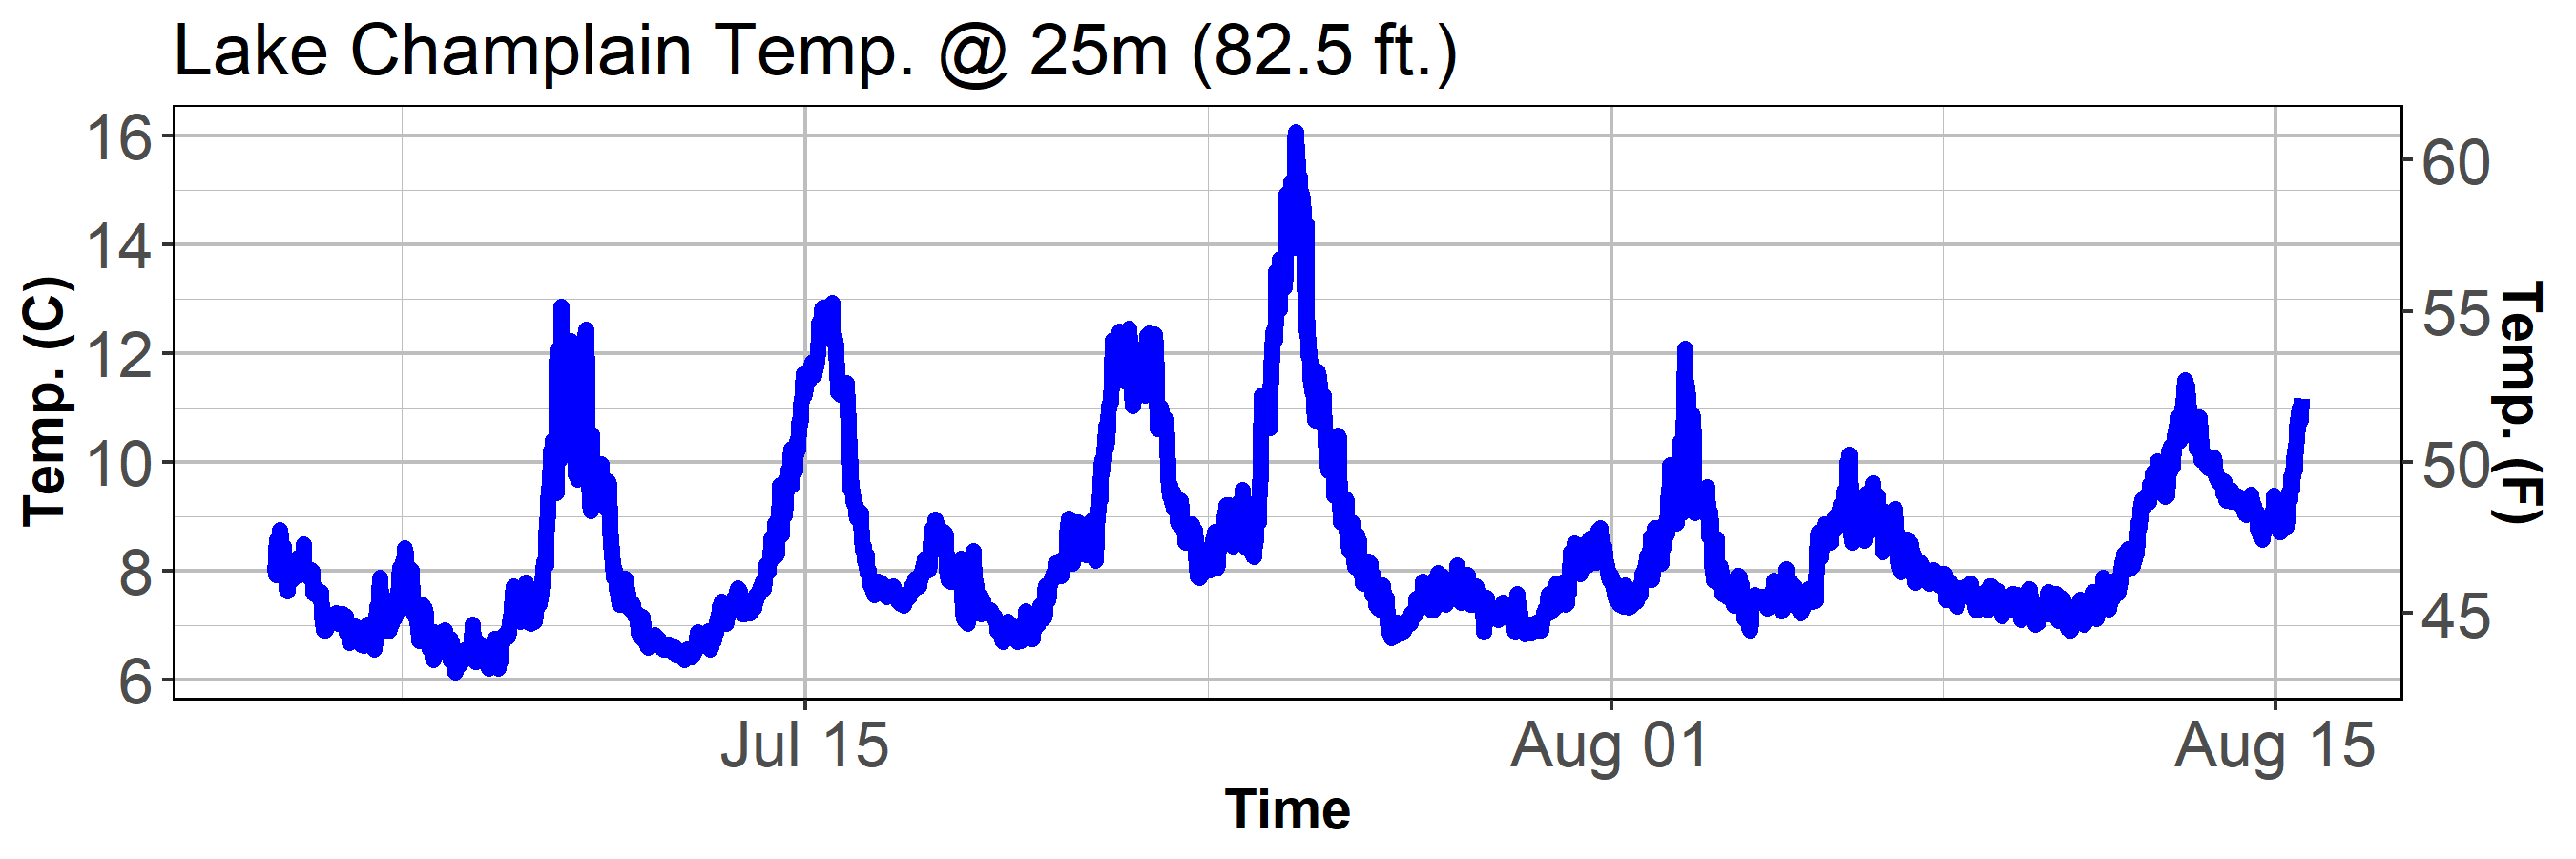 Lake Champlain Temp. @ 25m (82.5 ft.)
Temp. (C)
16
14
12
10
8
6
60
55
50
45
Temp. (F)
Jul 15
Aug 01
Aug 15
Time